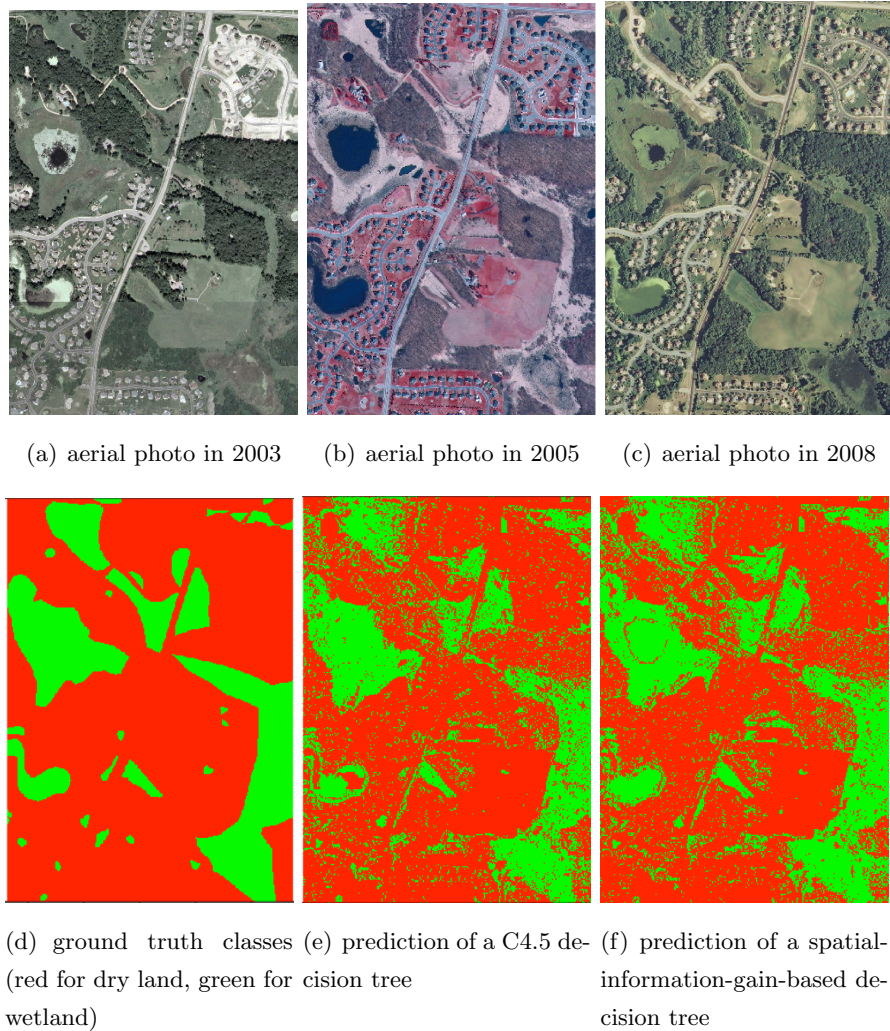 (a) aerial photo in 2003
(b) aerial photo in 2005
(c) aerial photo in 2008
(d) ground truth classes
(red for dry land, green for
wetland)
(e) prediction of a C4.5 de-
cision tree
(f) prediction of a spatial-
information-gain-based de-
cision tree